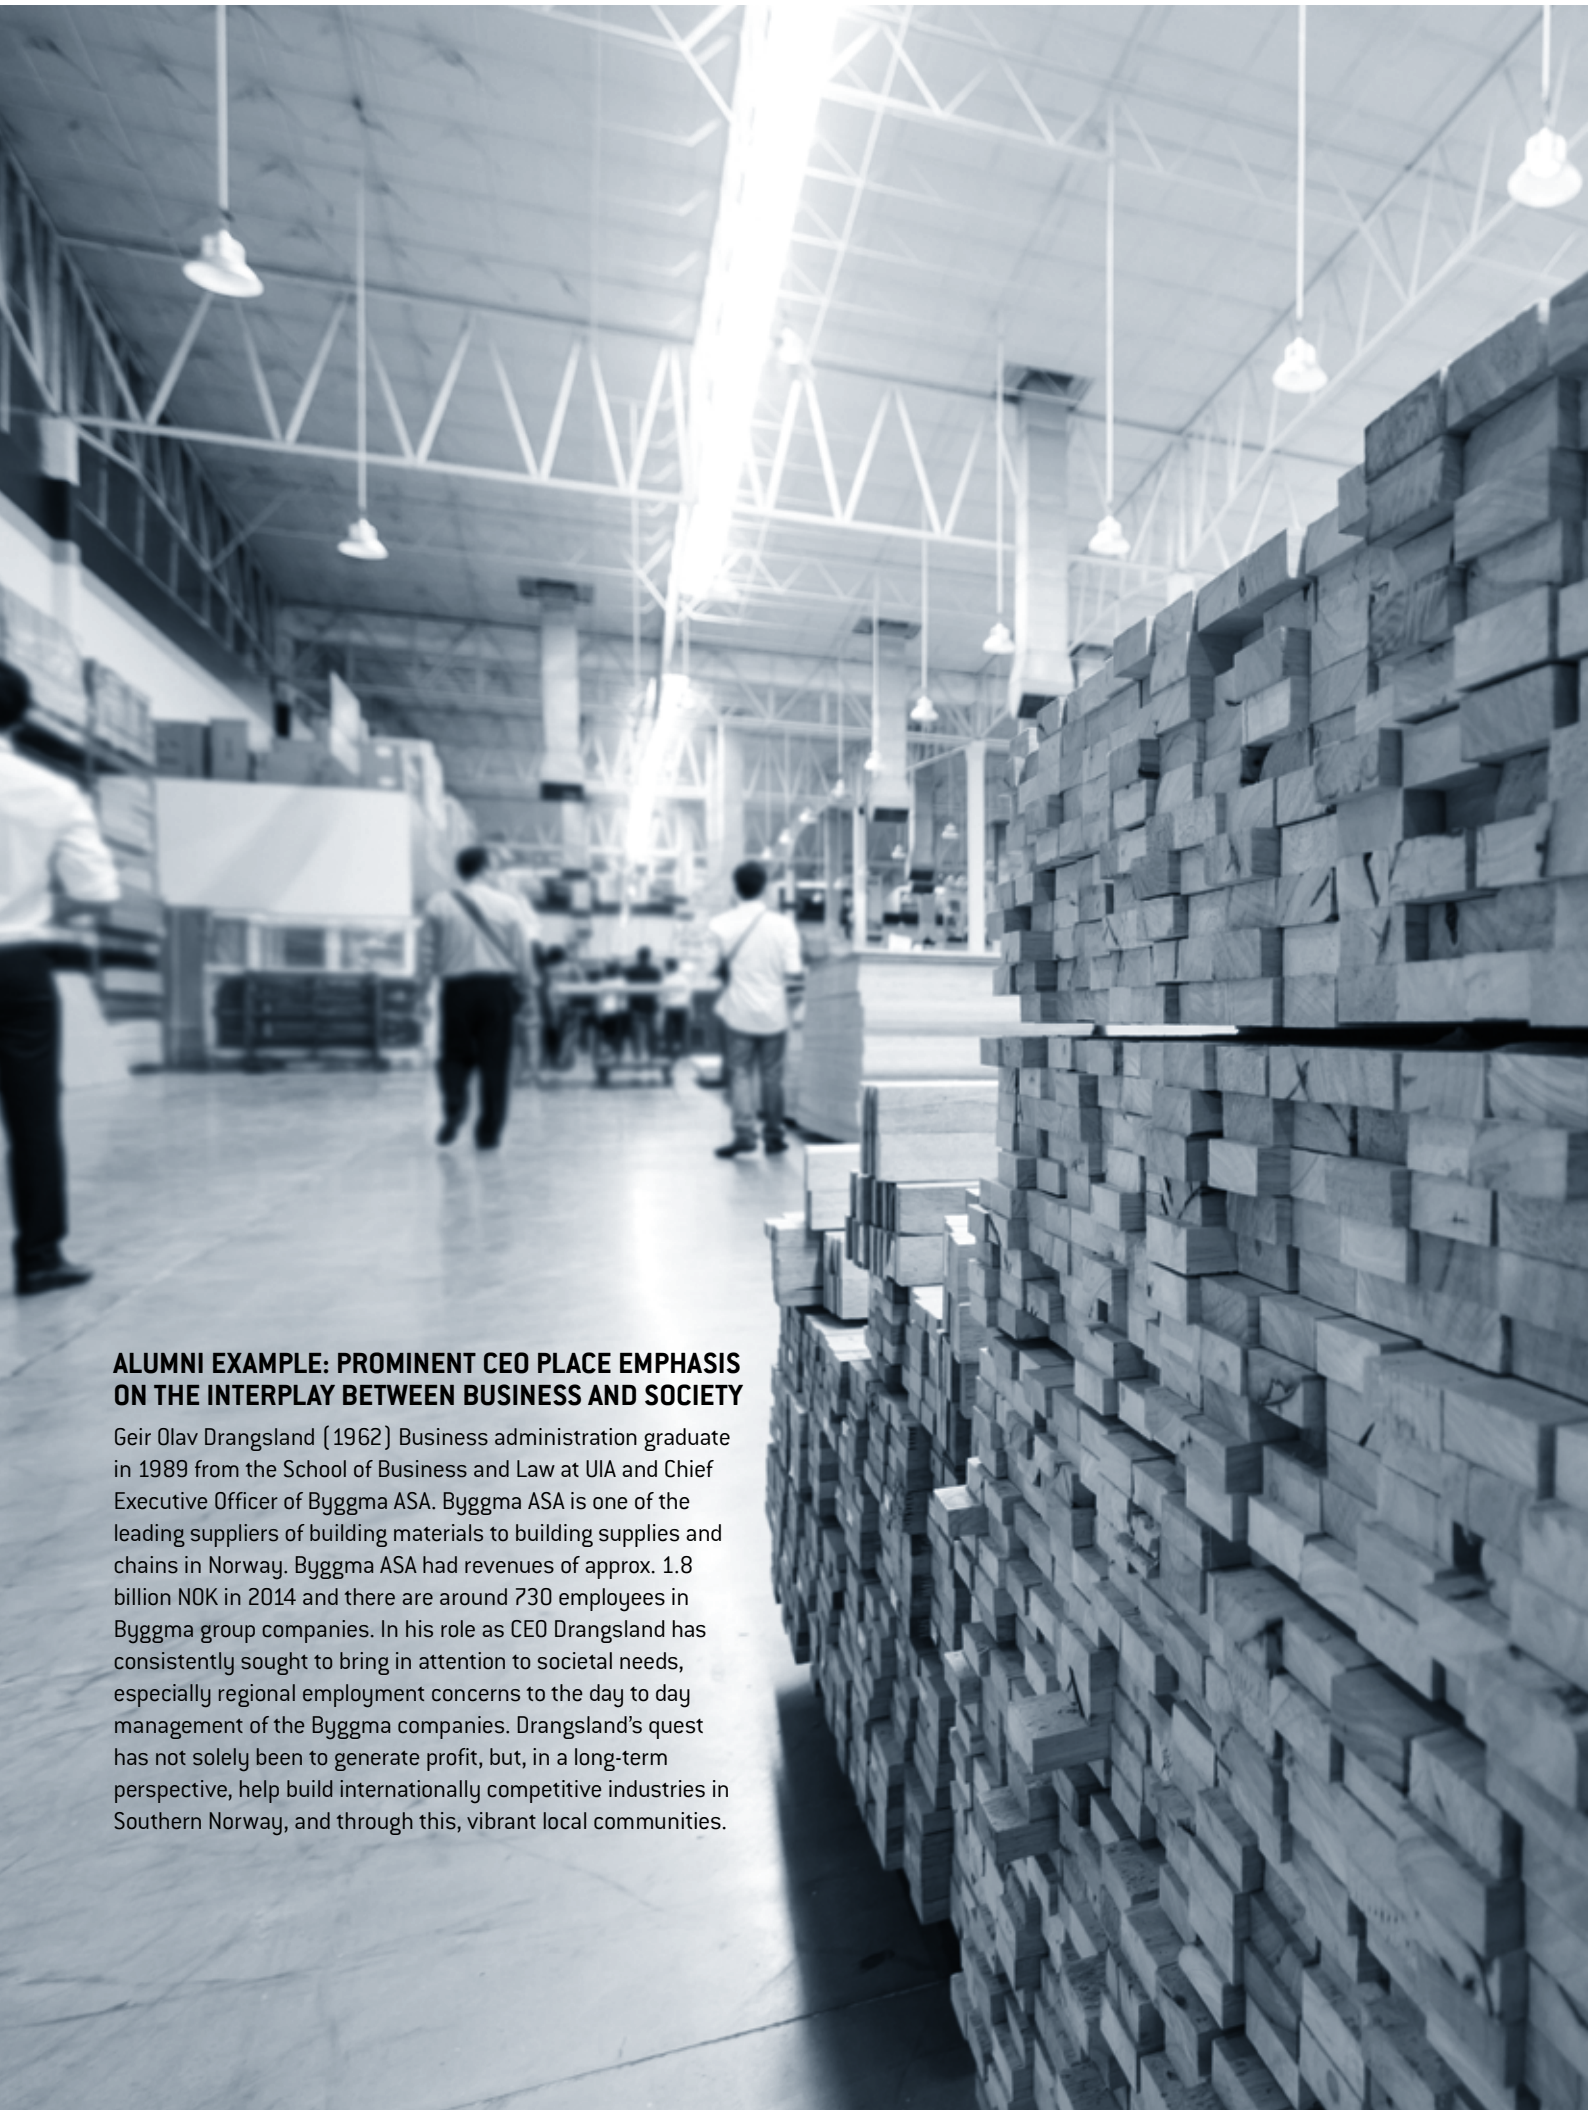 ALUMNI EXAMPLE: PROMINENT CEO PLACE EMPHASIS
ON THE INTERPLAY BETWEEN BUSINESS AND SOCIETY
Geir Olav Drangsland (1962) Business administration graduate
in 1989 from the School of Business and Law at UIA and Chief
Executive Officer of Byggma ASA. Byggma ASA is one of the
leading suppliers of building materials to building supplies and
chains in Norway. Byggma ASA had revenues of approx. 1.8
billion NOK in 2014 and there are around 730 employees in
Byggma group companies. In his role as CEO Drangsland has
consistently sought to bring in attention to societal needs,
especially regional employment concerns to the day to day
management of the Byggma companies. Drangsland’s quest
has not solely been to generate profit, but, in a long-term
perspective, help build internationally competitive industries in
Southern Norway, and through this, vibrant local communities.